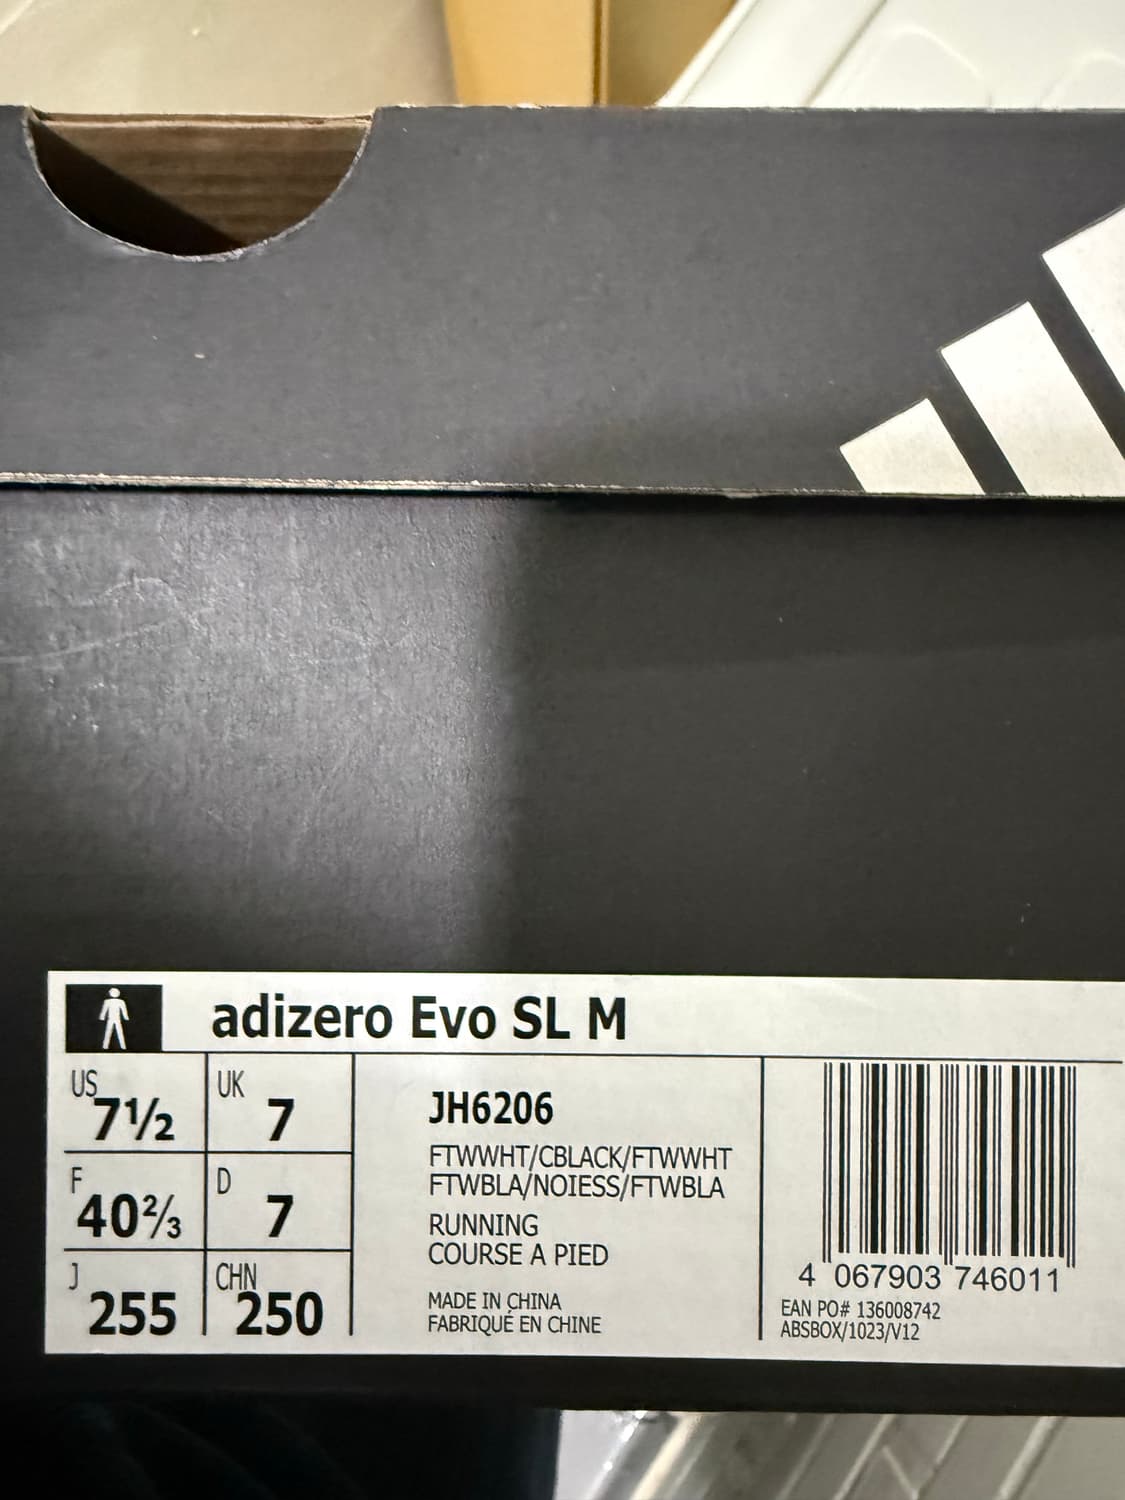 adizero Evo SL M
US
7½
UK
7
F
40⅔
D
7
J
255
CHN
250
JH6206
FTWWHT/CBLACK/FTWWHT
FTWBLA/NOIESS/FTWBLA
RUNNING
COURSE A PIED
MADE IN CHINA
FABRIQUÉ EN CHINE
4 067903 746011
EAN PO# 136008742
ABSBOX/1023/V12